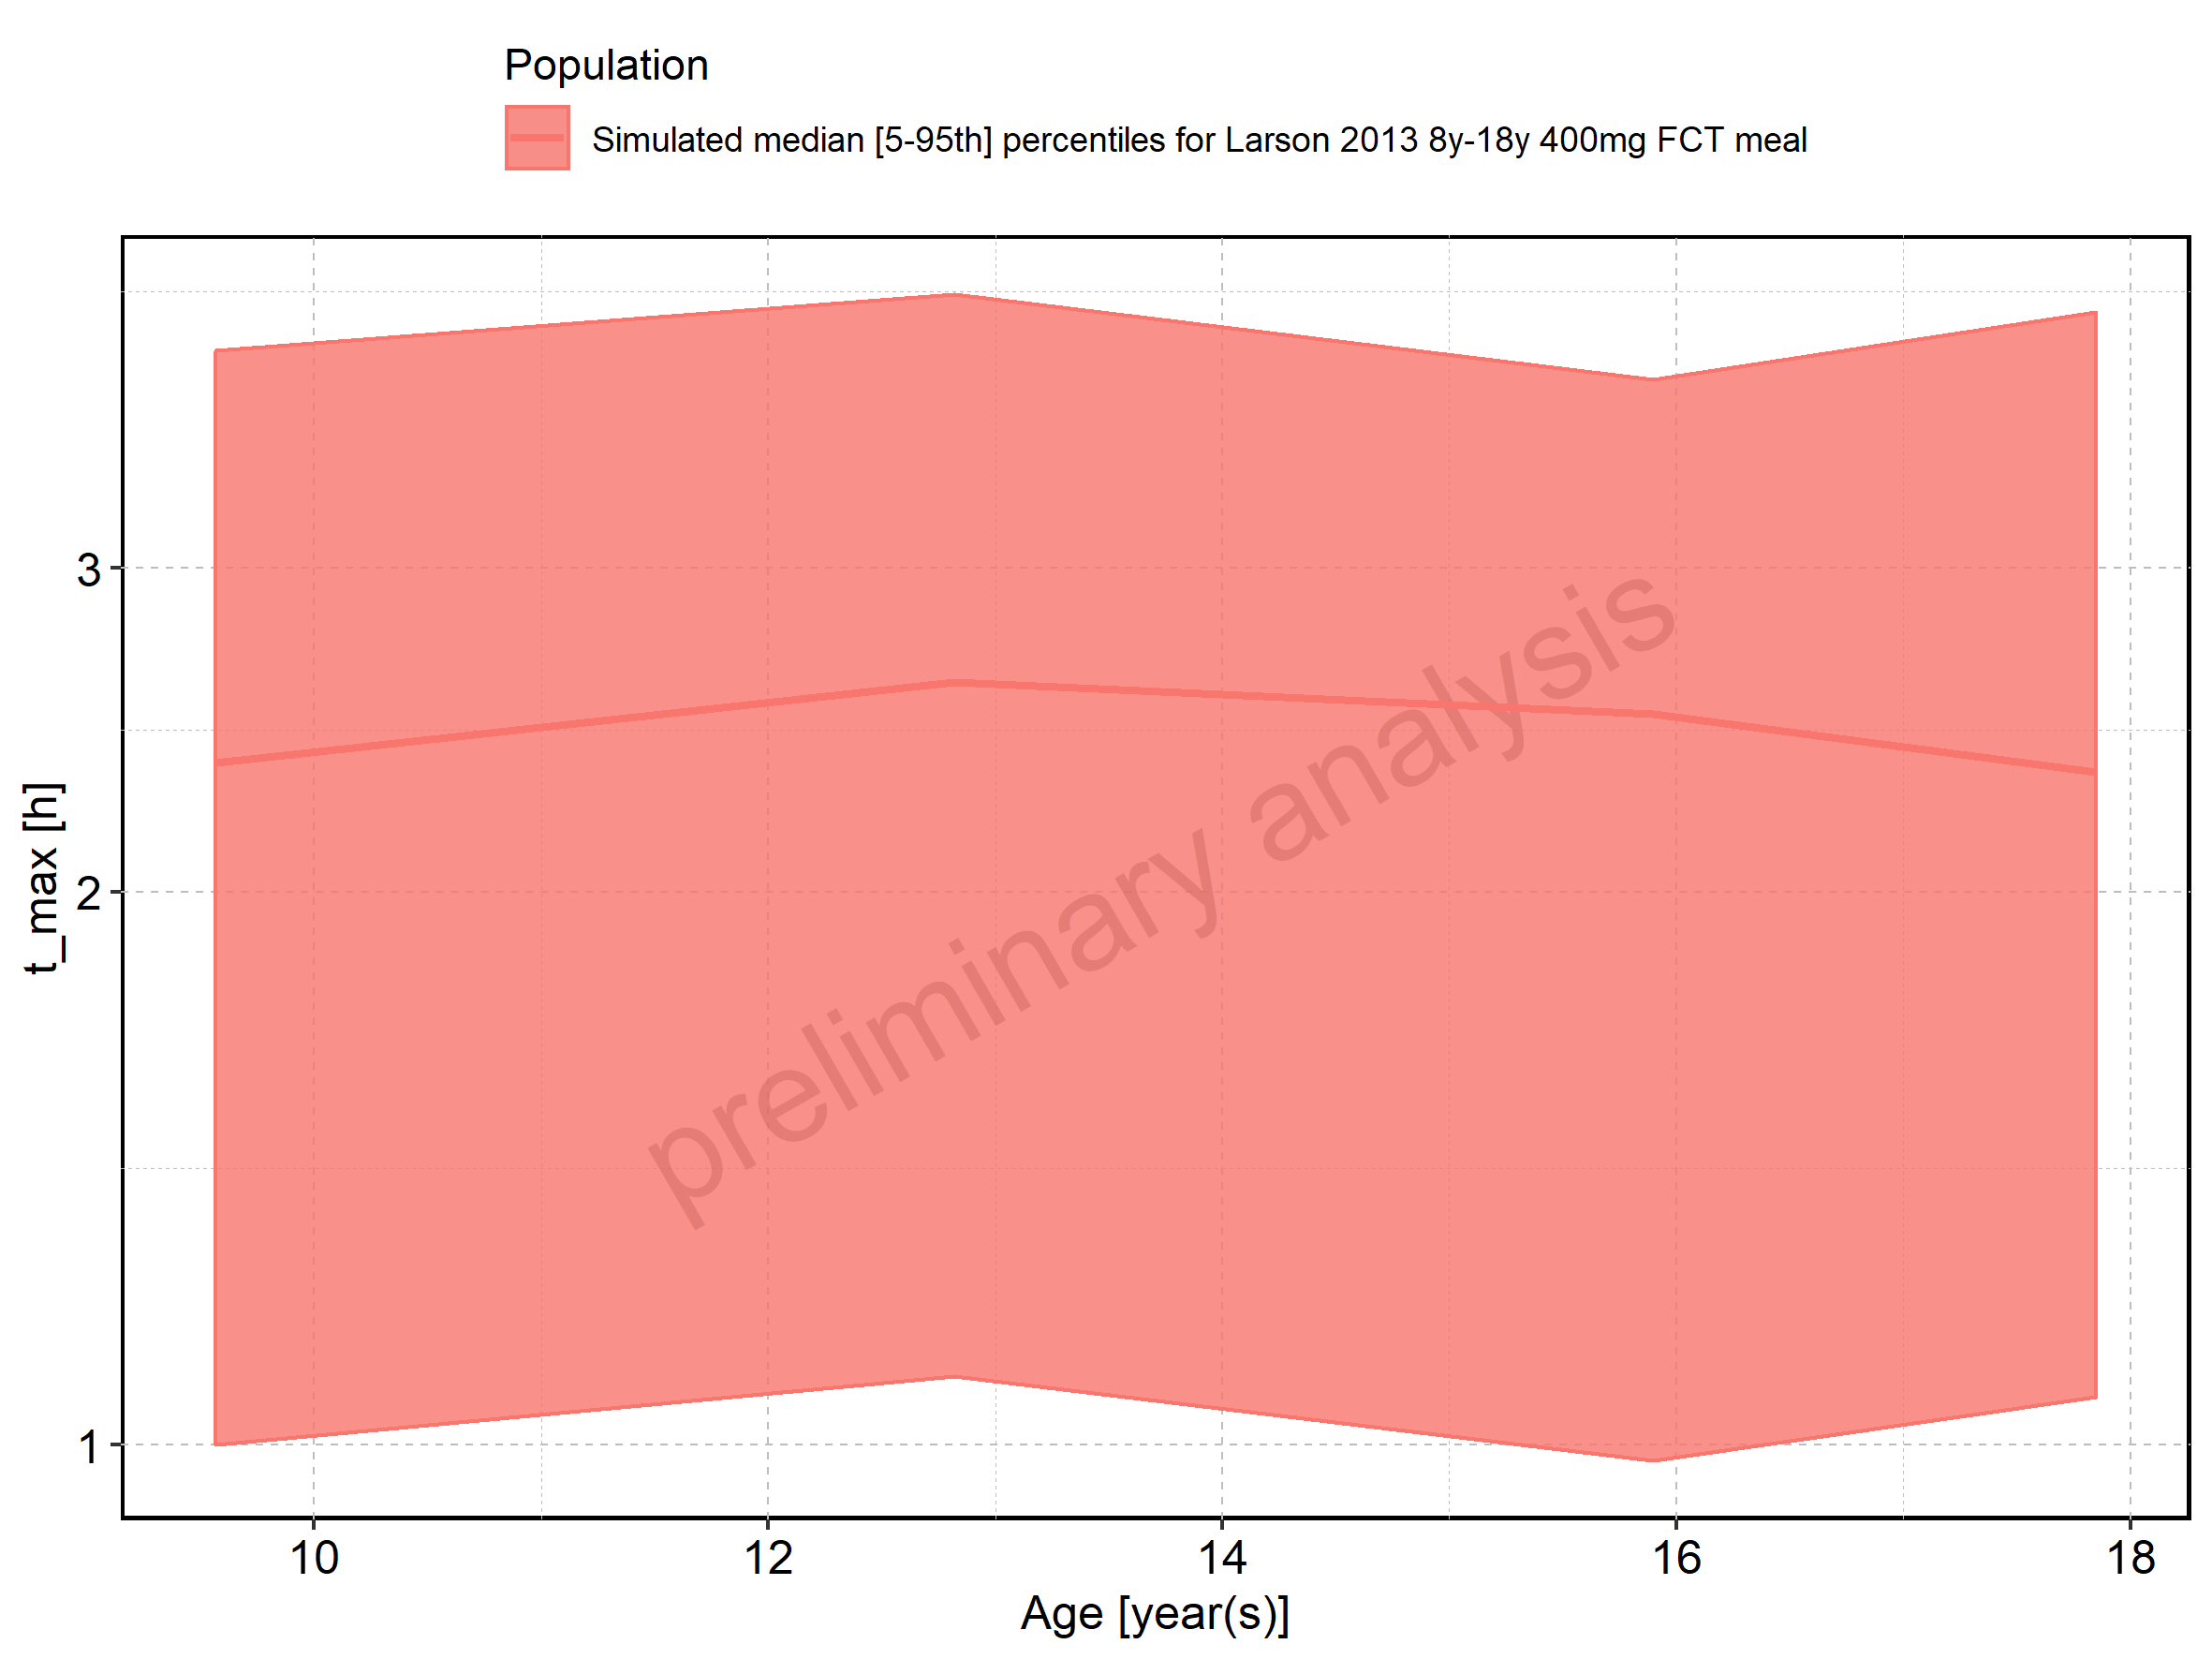 Population
Simulated median [5-95th] percentiles for Larson 2013 8y-18y 400mg FCT meal
t_max [h]
3
2
1
preliminary analysis
10 12 14 16 18
Age [year(s)]